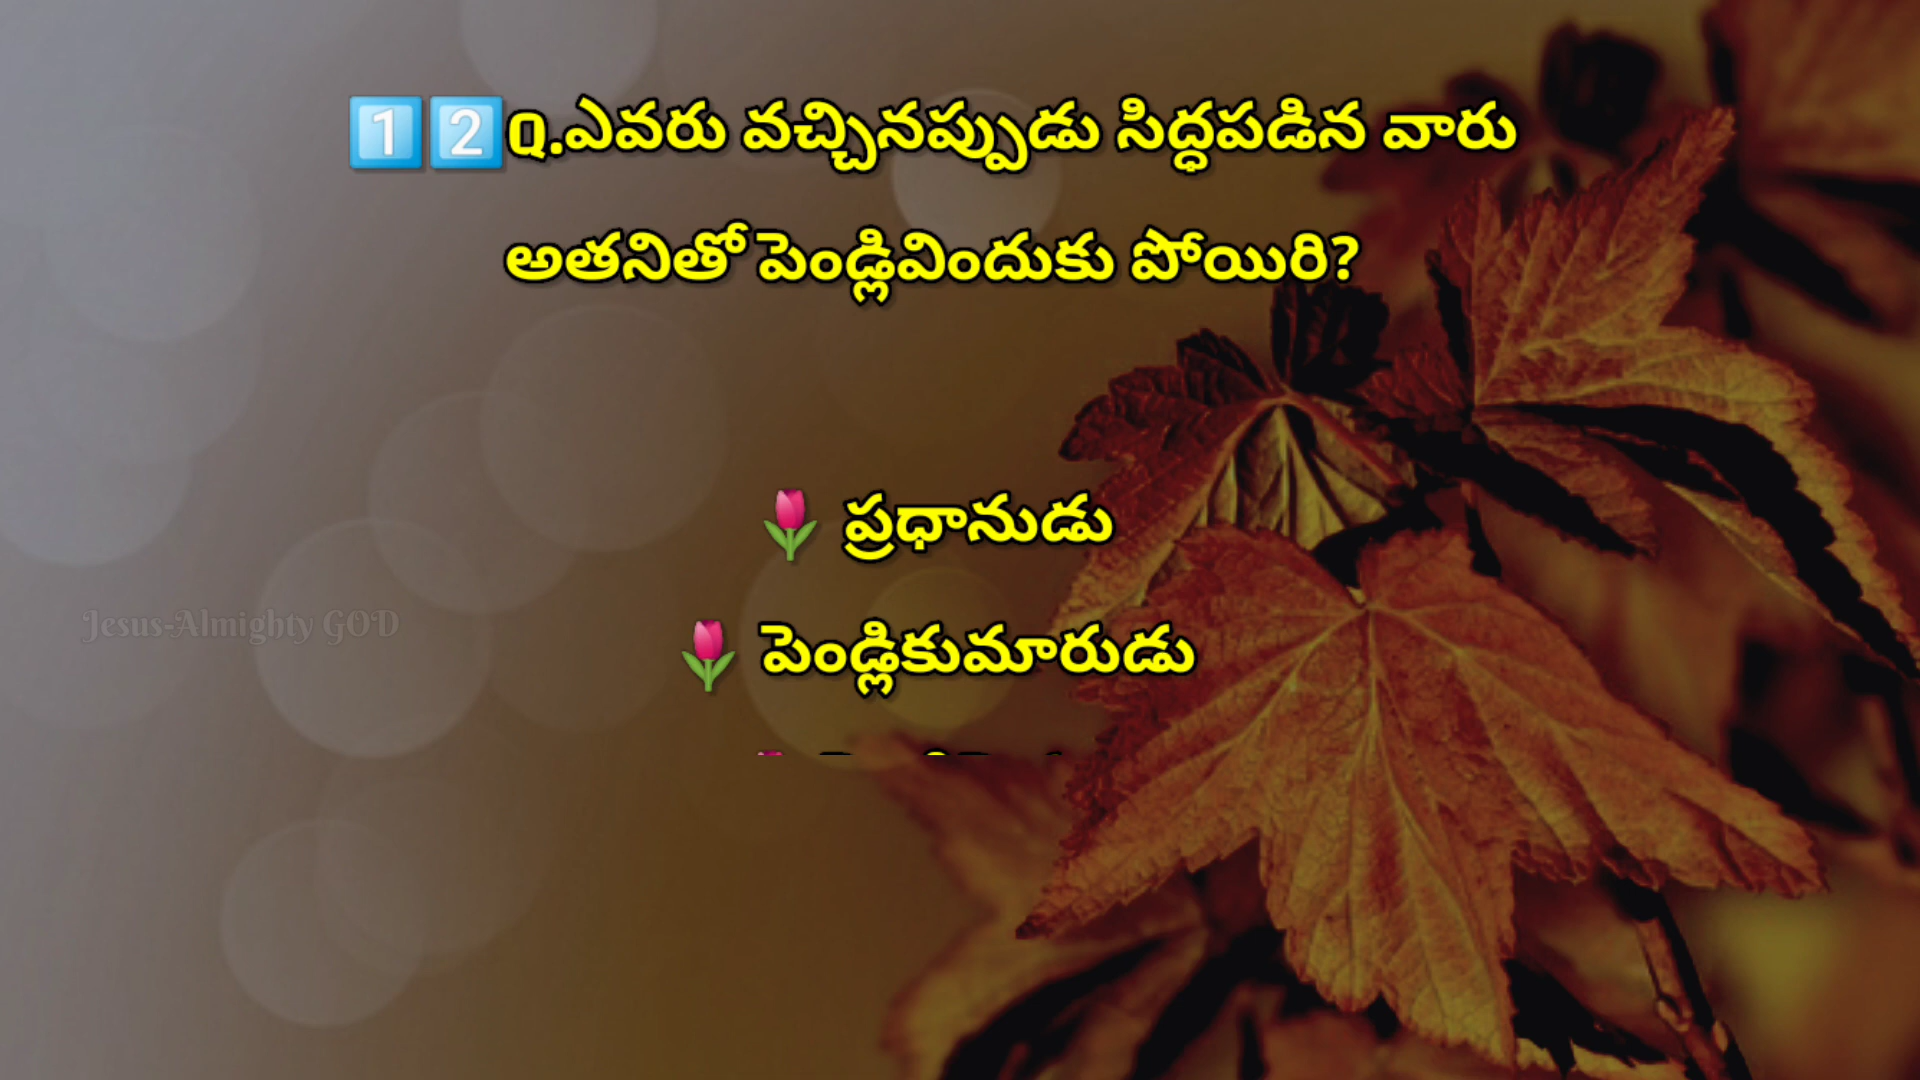 1️⃣2️⃣Q.ఎవరు వచ్చినప్పుడు సిద్ధపడిన వారు
అతనితో పెండ్లివిందుకు పోయిరి?
🌷 ప్రధానుడు
Jesus-Almighty GOD
🌷 పెండ్లికుమారుడు